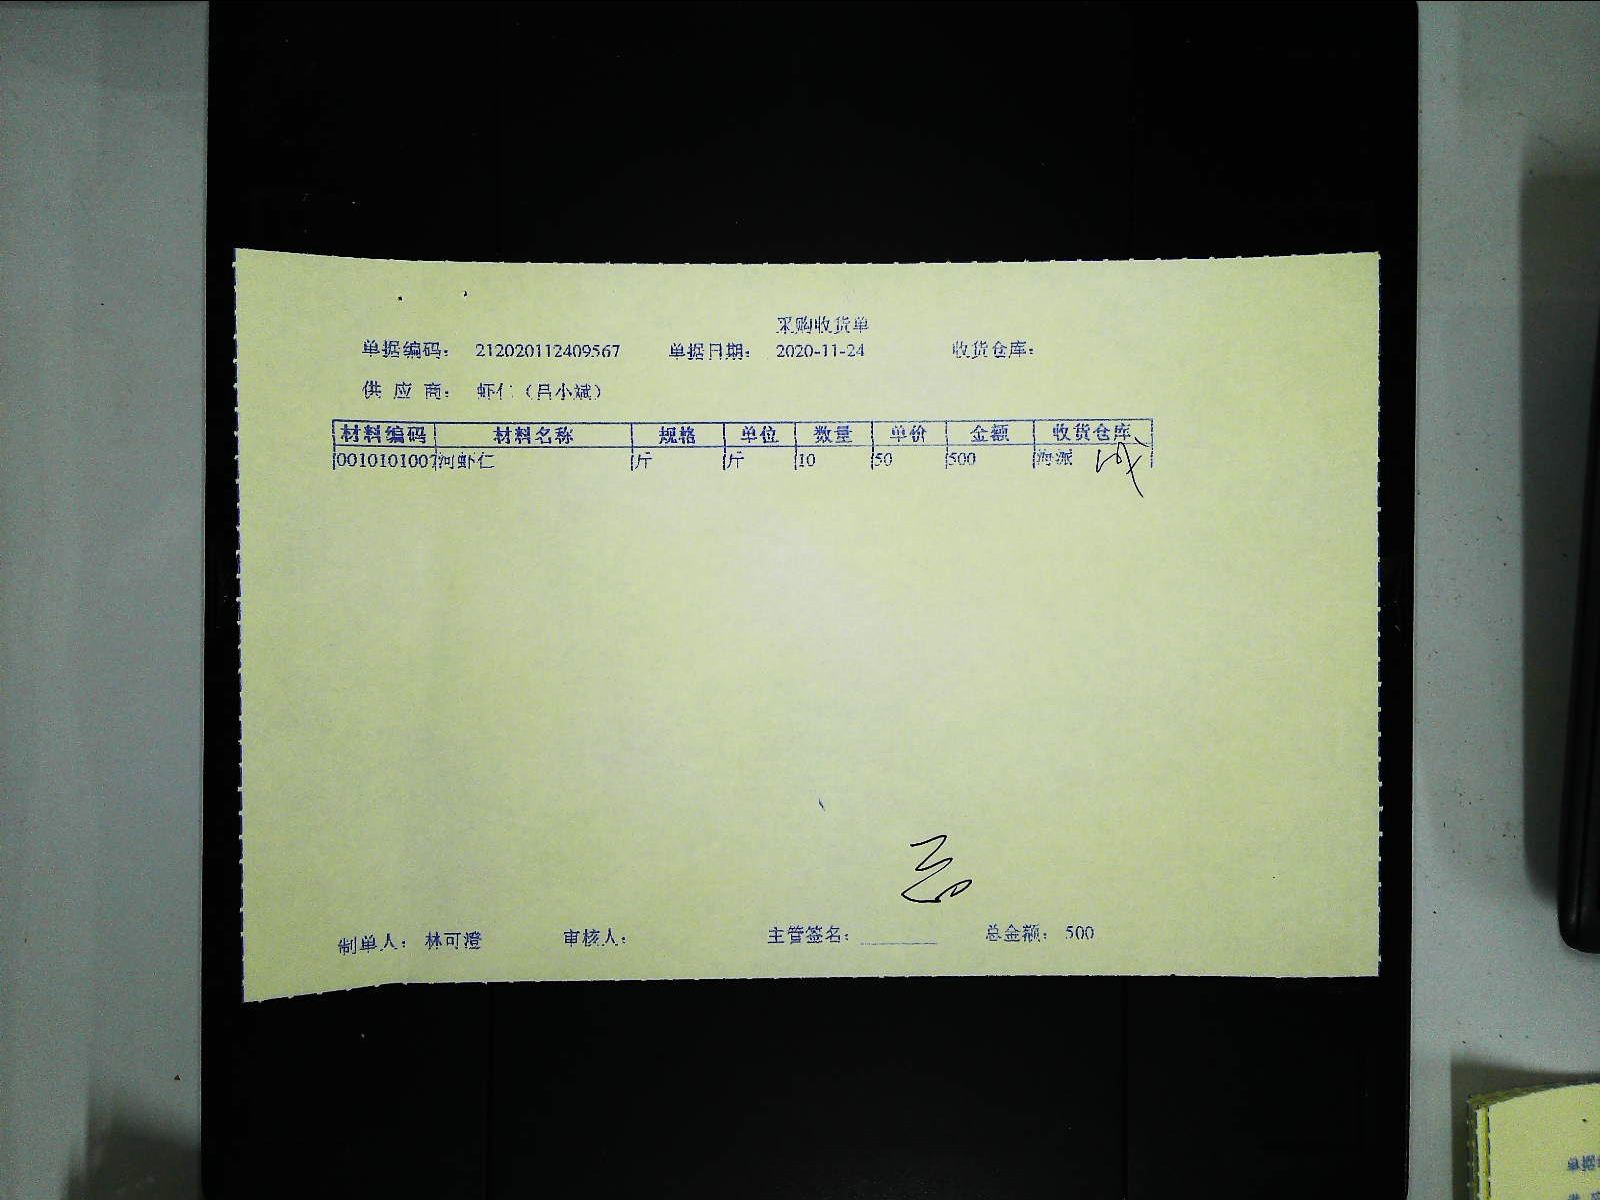 采购收货单
单据编码： 212020112409567 单据日期： 2020-11-24 收货仓库：
供 应 商： 虾仁（吕小斌）
材料编码 材料名称 规格 单位 数量 单价 金额 收货仓库
0010101007 河虾仁 斤 斤 10 50 500 海派
制单人： 林可澄 审核人： 主管签名： 总金额： 500